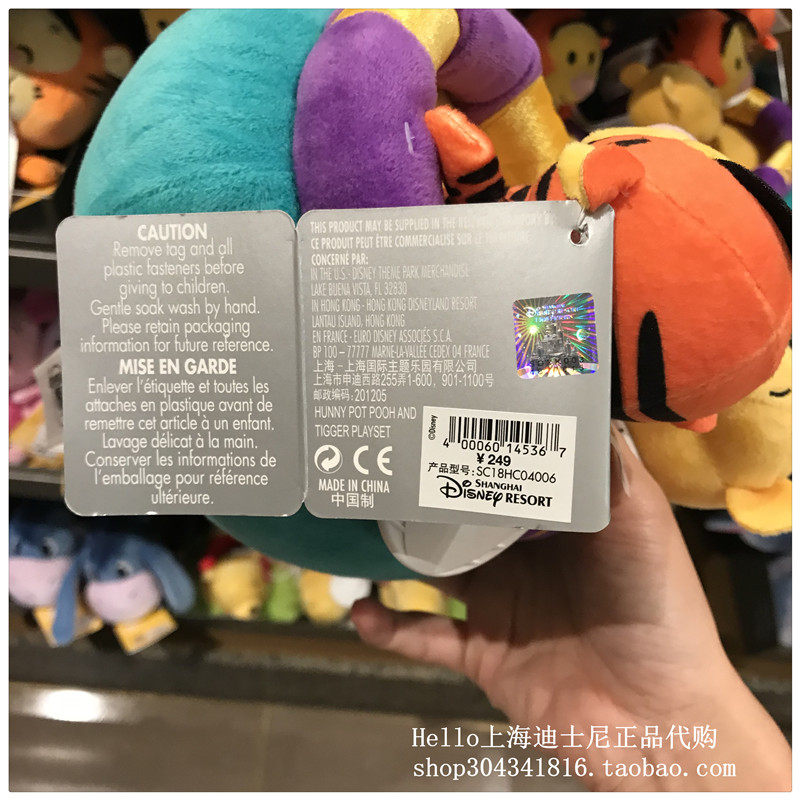 CAUTION
Remove tag and all
plastic fasteners before
giving to children.
Gentle soak wash by hand.
Please retain packaging
information for future reference.
MISE EN GARDE
Enlever l'étiquette et toutes les
attaches en plastique avant de
remettre cet article à un enfant.
Lavage délicat à la main.
Conserver les informations de
l'emballage pour référence
ultérieure.
THIS PRODUCT MAY BE SUPPLIED IN THE
CE PRODUIT PEUT ÊTRE COMMERCIALISÉ SUR LE
CONCERNÉ PAR:
IN THE U.S - DISNEY THEME PARK MERCHANDISE
LAKE BUENA VISTA, FL 32830
IN HONG KONG - HONG KONG DISNEYLAND RESORT
LANTAU ISLAND, HONG KONG
EN FRANCE - EURO DISNEY ASSOCIÉS S.C.A.
BP 100 – 77777 MARNE-LA-VALLÉE CEDEX 04 FRANCE
上海 – 上海国际主题乐园有限公司
上海市申迪西路255弄1-600, 901-1100号
邮政编码: 201205
HUNNY POT POOH AND
TIGGER PLAYSET
CE
MADE IN CHINA
中国制
©Disney
4 00060 14536 7
¥ 249
产品型号: SC18HC04006
SHANGHAI
Disney RESORT
Hello上海迪士尼正品代购
shop304341816.taobao.com